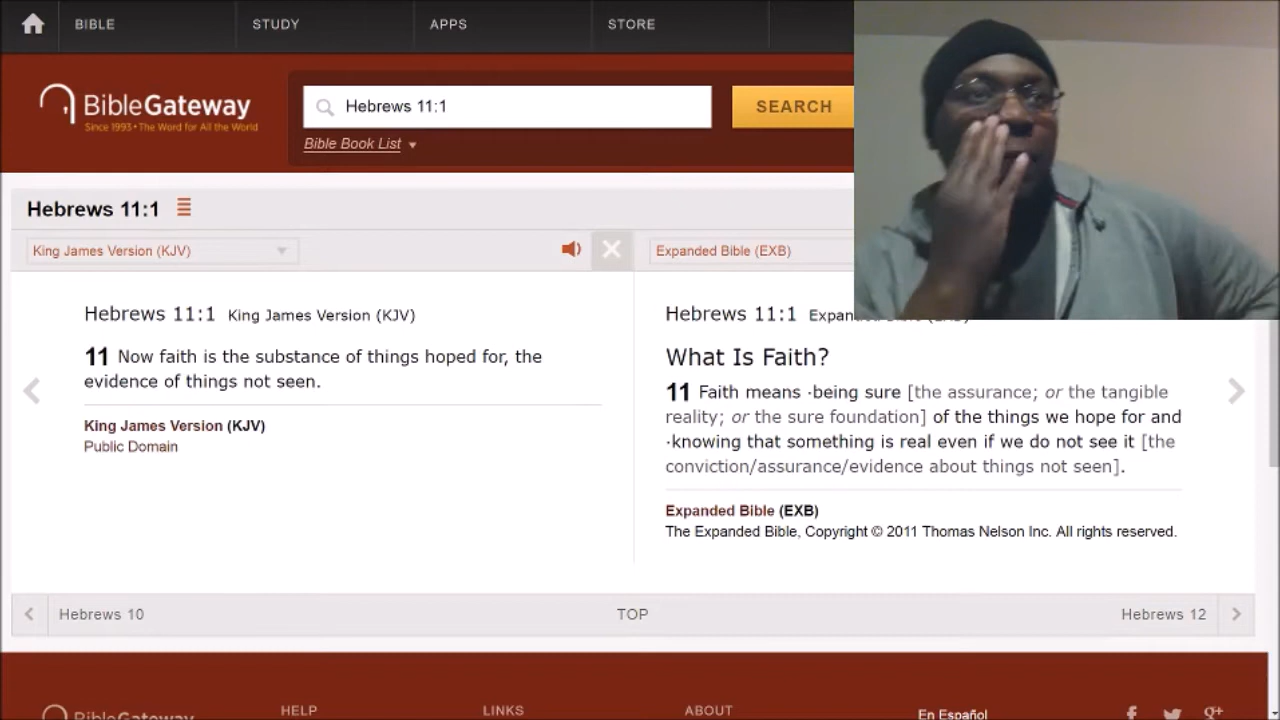 BIBLE STUDY APPS STORE
BibleGateway
Since 1993 • The Word for All the World
Hebrews 11:1
SEARCH
Bible Book List
Hebrews 11:1
King James Version (KJV)
Expanded Bible (EXB)
Hebrews 11:1 King James Version (KJV)
11 Now faith is the substance of things hoped for, the
evidence of things not seen.
King James Version (KJV)
Public Domain
Hebrews 11:1
What Is Faith?
11 Faith means ·being sure [the assurance; or the tangible
reality; or the sure foundation] of the things we hope for and
·knowing that something is real even if we do not see it [the
conviction/assurance/evidence about things not seen].
Expanded Bible (EXB)
The Expanded Bible, Copyright © 2011 Thomas Nelson Inc. All rights reserved.
Hebrews 10 TOP Hebrews 12
BibleGateway
HELP LINKS ABOUT En Español